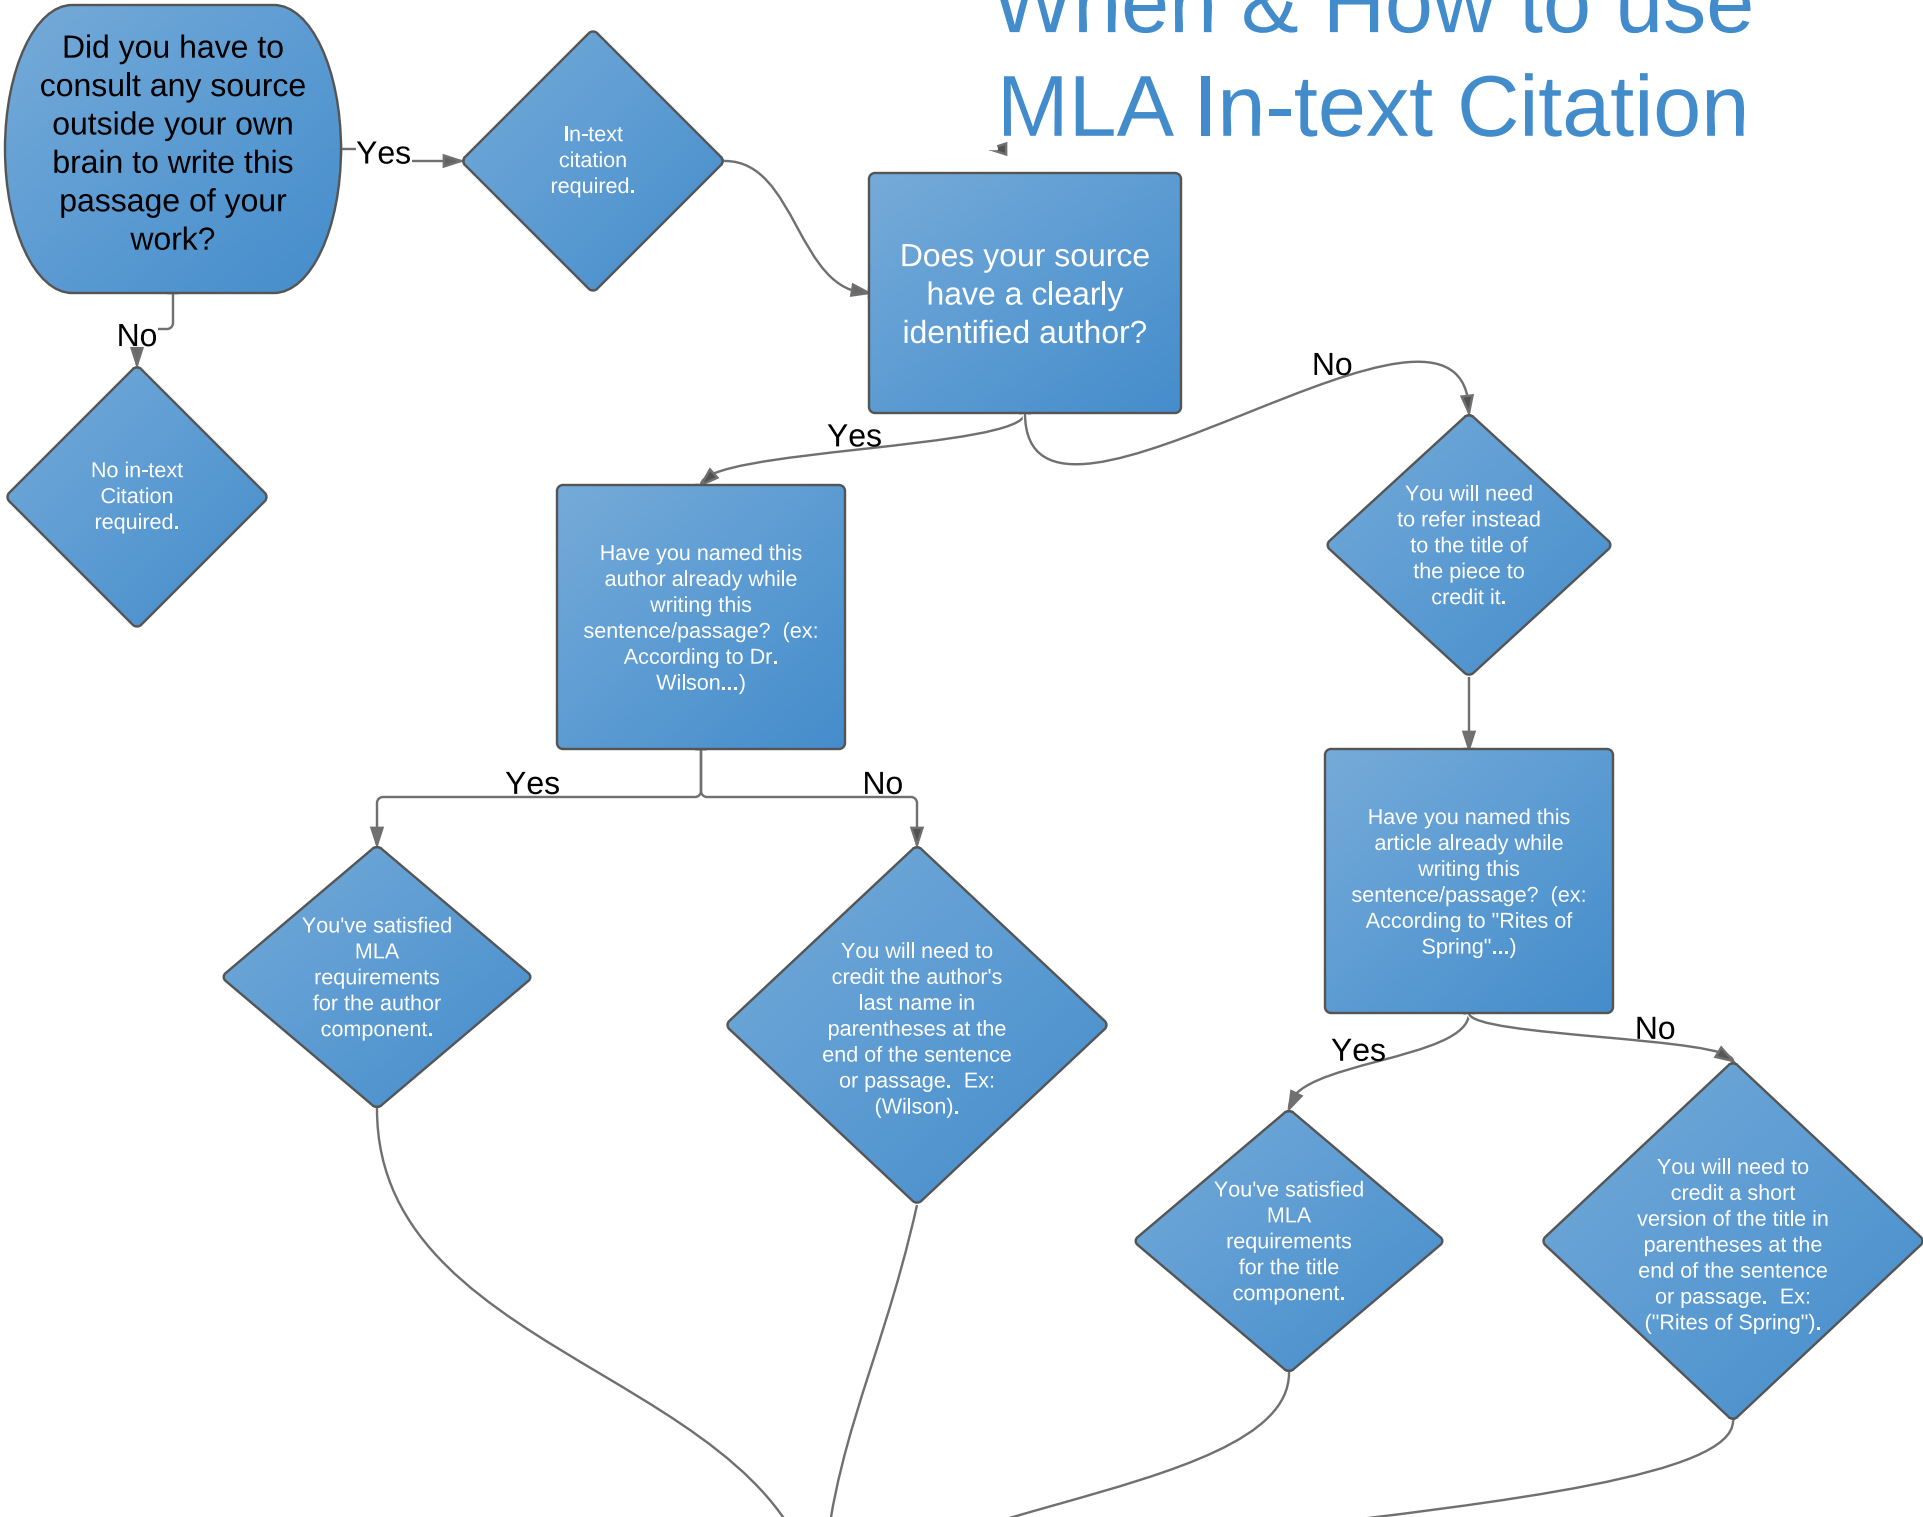 When & How to use
MLA In-text Citation
Did you have to
consult any source
outside your own
brain to write this
passage of your
work?
Yes
In-text
citation
required.
No
No in-text
Citation
required.
Does your source
have a clearly
identified author?
Yes
No
Have you named this
author already while
writing this
sentence/passage?  (ex:
According to Dr.
Wilson...)
You will need
to refer instead
to the title of
the piece to
credit it.
Yes
No
You've satisfied
MLA
requirements
for the author
component.
You will need to
credit the author's
last name in
parentheses at the
end of the sentence
or passage.  Ex:
(Wilson).
Have you named this
article already while
writing this
sentence/passage?  (ex:
According to "Rites of
Spring"...)
Yes
No
You've satisfied
MLA
requirements
for the title
component.
You will need to
credit a short
version of the title in
parentheses at the
end of the sentence
or passage.  Ex:
("Rites of Spring").